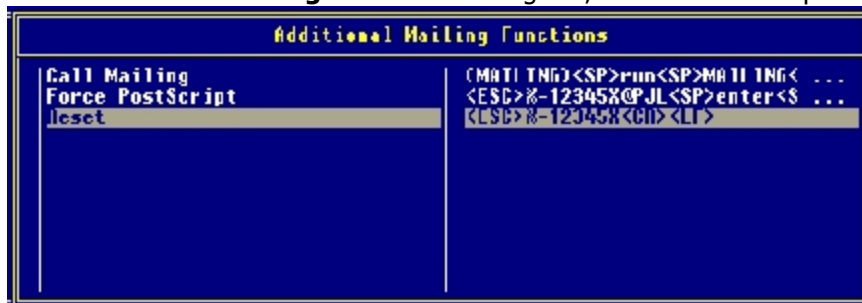 Additional Mailing Functions
Call Mailing (MAILING)<SP>run<SP>MAILING< ...
Force PostScript <ESC>%-12345X@PJL<SP>enter<S ...
Reset <ESC>%-12345X<CR><LF>